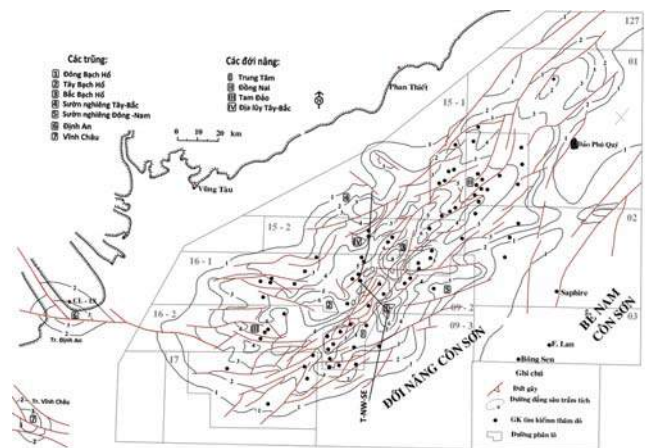 Các trũng:
1 Đông Bạch Hổ
2 Tây Bạch Hổ
3 Bắc Bạch Hổ
4 Sườn nghiêng Tây-Bắc
5 Sườn nghiêng Đông -Nam
6 Định An
7 Vĩnh Châu
Các đới nâng:
I Trung Tâm
II Đồng Nai
III Tam Đảo
IV Địa lũy Tây-Bắc
0 10 20
km
Phan Thiết
Vũng Tàu
127
01
15 - 1
Đảo Phú Quý
02
15 - 2
16 - 1
Saphire
03
16 - 2
09 - 2
09 - 3
17
Tr. Định An
Tr. Vĩnh Châu
T-NW-SE
ĐỚI NÂNG CÔN SƠN
BỂ NAM
CÔN SƠN
Bông Sen
Ghi chú
Đứt gãy
Đường đẳng sâu trầm tích
GK tìm kiếm thăm dò
Đường phân lô